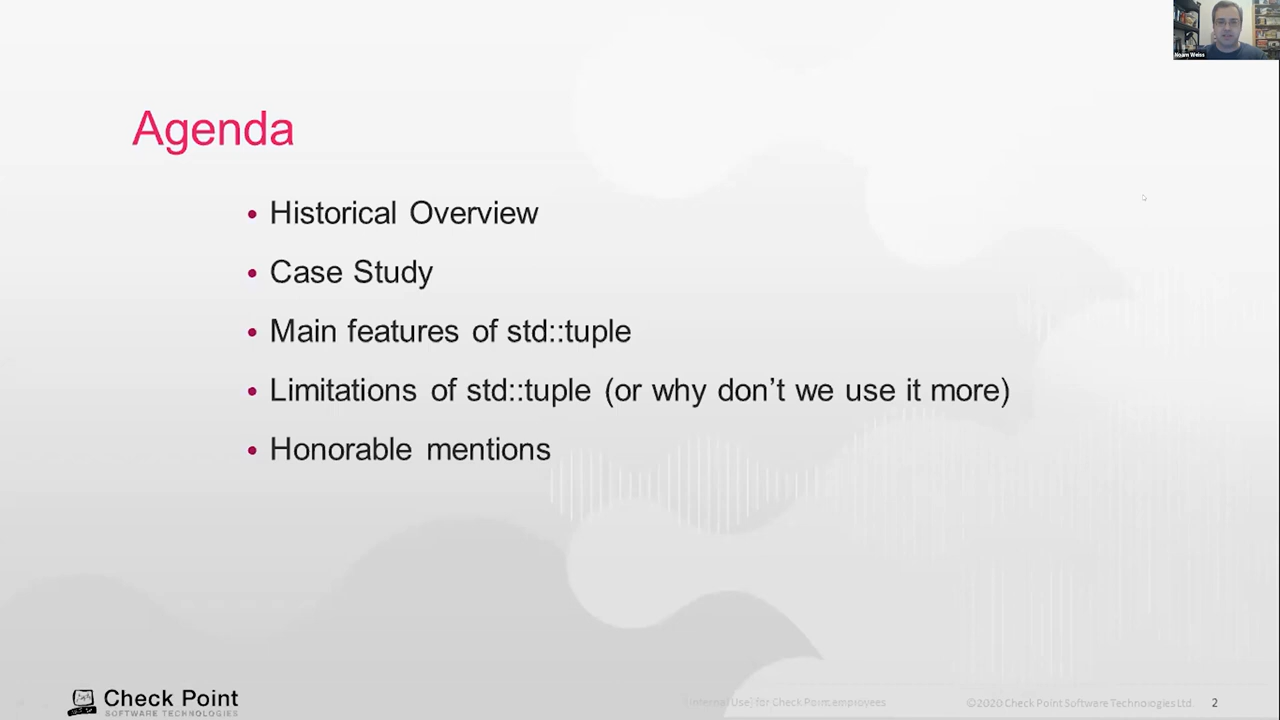 Noam Weiss
Agenda
• Historical Overview
• Case Study
• Main features of std::tuple
• Limitations of std::tuple (or why don’t we use it more)
• Honorable mentions
Check Point
SOFTWARE TECHNOLOGIES
[Internal Use] for Check Point employees
©2020 Check Point Software Technologies Ltd.
2